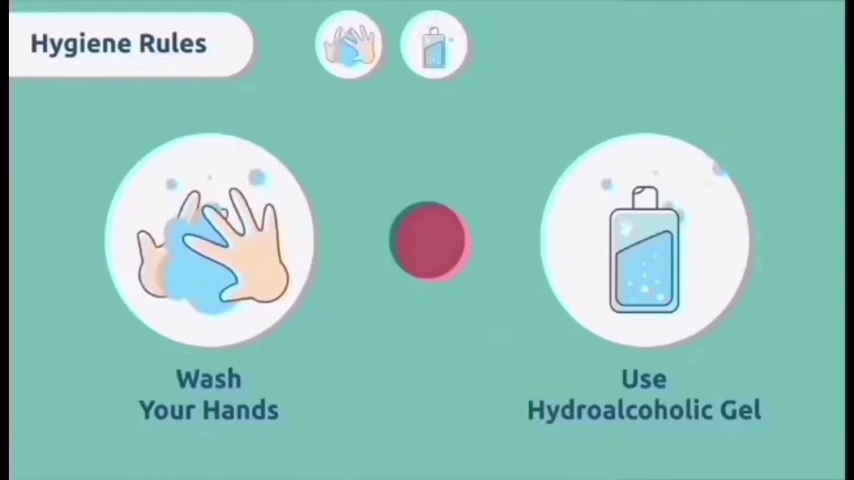 Hygiene Rules
Wash
Your Hands
Use
Hydroalcoholic Gel